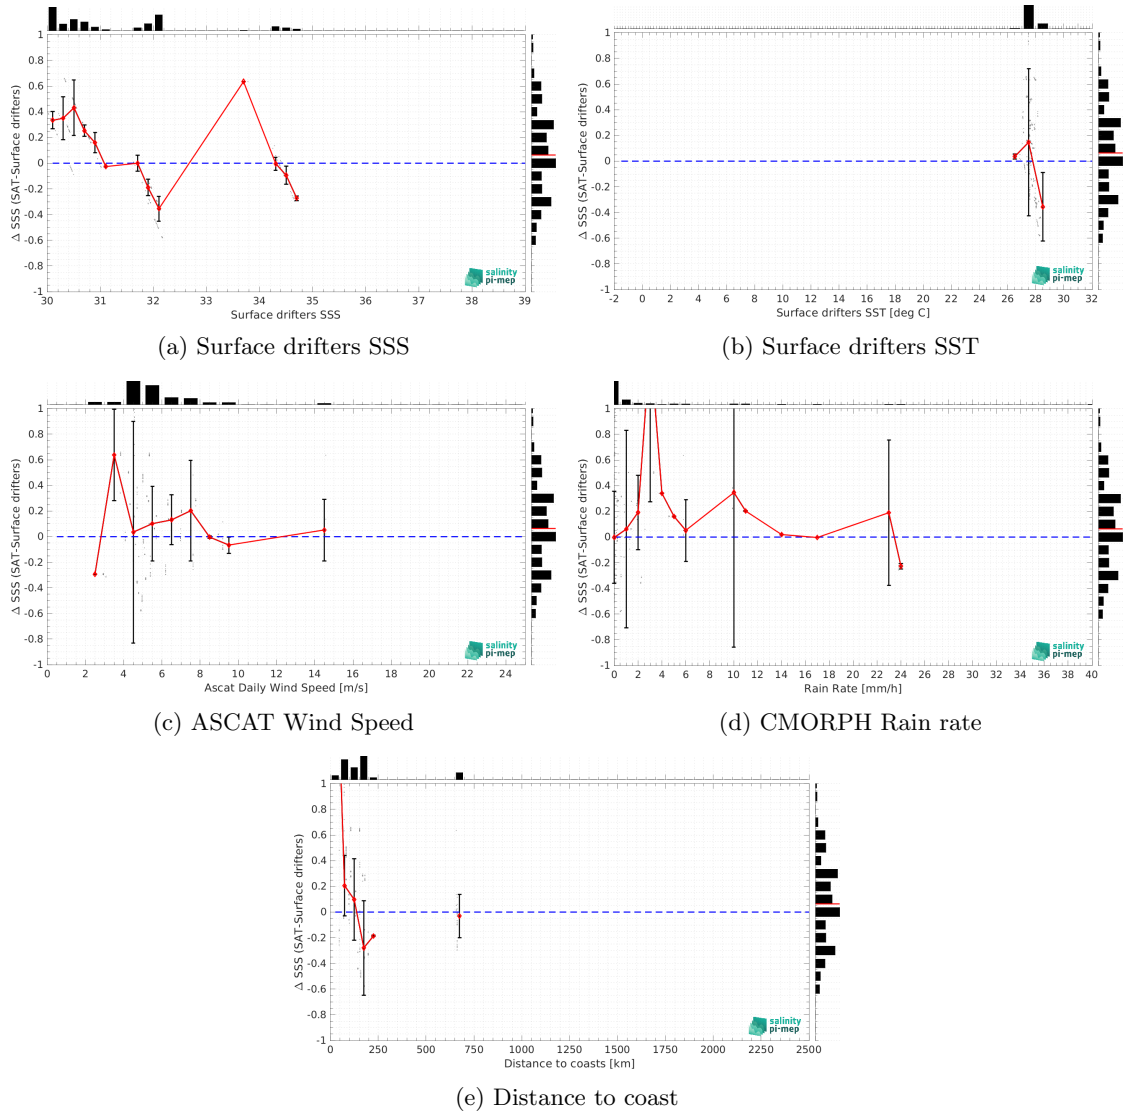 1
0.8
0.6
0.4
0.2
0
-0.2
-0.4
-0.6
-0.8
-1
Δ SSS (SAT-Surface drifters)
30 31 32 33 34 35 36 37 38 39
Surface drifters SSS
salinity
pi-mep
(a) Surface drifters SSS
1
0.8
0.6
0.4
0.2
0
-0.2
-0.4
-0.6
-0.8
-1
Δ SSS (SAT-Surface drifters)
-2 0 2 4 6 8 10 12 14 16 18 20 22 24 26 28 30 32
Surface drifters SST [deg C]
salinity
pi-mep
(b) Surface drifters SST
1
0.8
0.6
0.4
0.2
0
-0.2
-0.4
-0.6
-0.8
-1
Δ SSS (SAT-Surface drifters)
0 2 4 6 8 10 12 14 16 18 20 22 24
Ascat Daily Wind Speed [m/s]
salinity
pi-mep
(c) ASCAT Wind Speed
1
0.8
0.6
0.4
0.2
0
-0.2
-0.4
-0.6
-0.8
-1
Δ SSS (SAT-Surface drifters)
0 2 4 6 8 10 12 14 16 18 20 22 24 26 28 30 32 34 36 38 40
Rain Rate [mm/h]
salinity
pi-mep
(d) CMORPH Rain rate
1
0.8
0.6
0.4
0.2
0
-0.2
-0.4
-0.6
-0.8
-1
Δ SSS (SAT-Surface drifters)
0 250 500 750 1000 1250 1500 1750 2000 2250 2500
Distance to coasts [km]
salinity
pi-mep
(e) Distance to coast